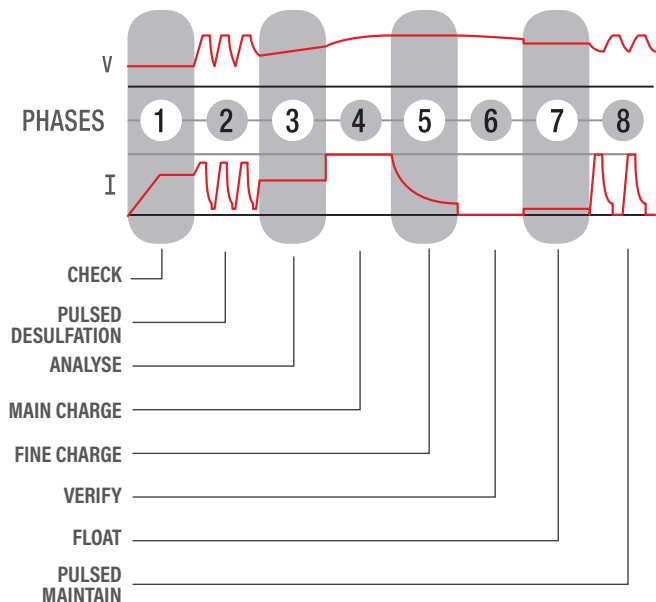 V
PHASES 1 2 3 4 5 6 7 8
I
CHECK
PULSED
DESULFATION
ANALYSE
MAIN CHARGE
FINE CHARGE
VERIFY
FLOAT
PULSED
MAINTAIN